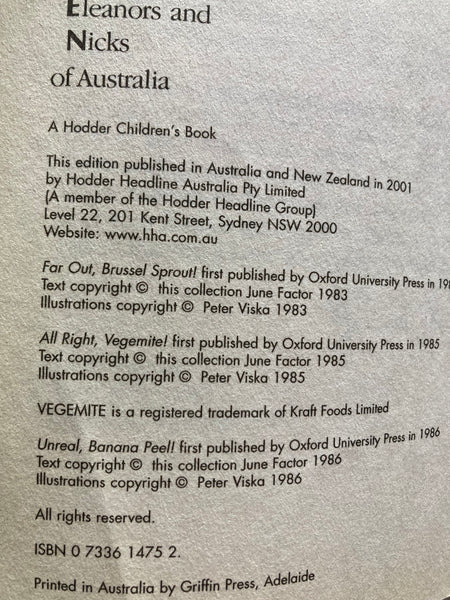 Eleanors and
Nicks
of Australia
A Hodder Children's Book
This edition published in Australia and New Zealand in 2001
by Hodder Headline Australia Pty Limited
(A member of the Hodder Headline Group)
Level 22, 201 Kent Street, Sydney NSW 2000
Website: www.hha.com.au
Far Out, Brussel Sprout! first published by Oxford University Press in
Text copyright © this collection June Factor 1983
Illustrations copyright © Peter Viska 1983
All Right, Vegemite! first published by Oxford University Press in 1985
Text copyright © this collection June Factor 1985
Illustrations copyright © Peter Viska 1985
VEGEMITE is a registered trademark of Kraft Foods Limited
Unreal, Banana Peel! first published by Oxford University Press in 1986
Text copyright © this collection June Factor 1986
Illustrations copyright © Peter Viska 1986
All rights reserved.
ISBN 0 7336 1475 2.
Printed in Australia by Griffin Press, Adelaide